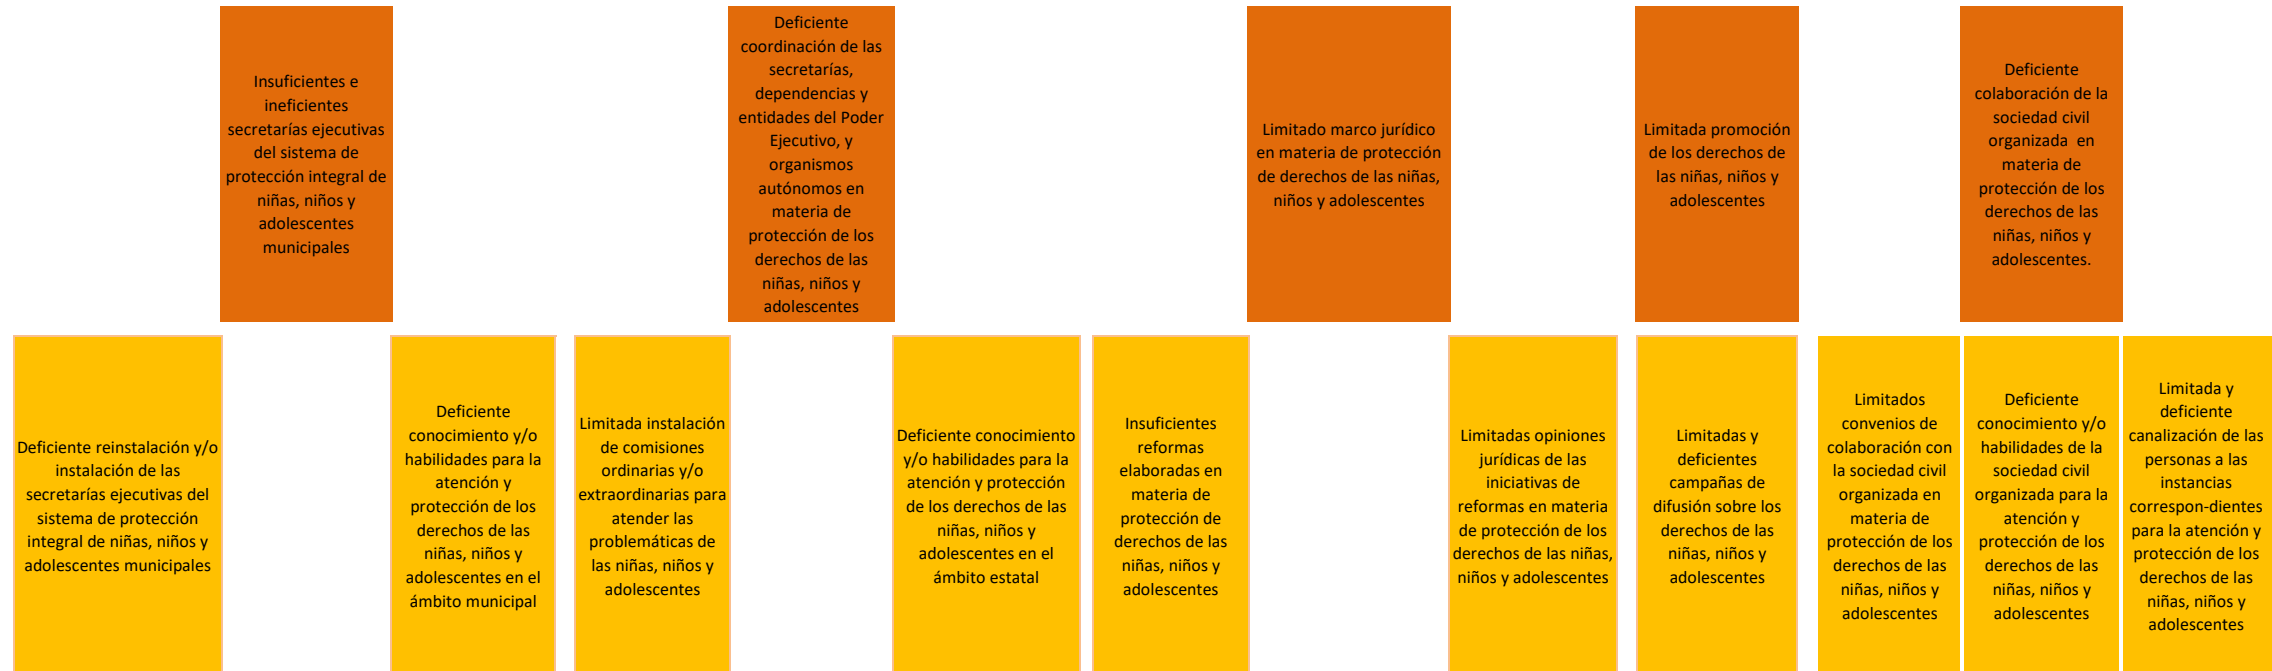 Insuficientes e
ineficientes
secretarías ejecutivas
del sistema de
protección integral de
niñas, niños y
adolescentes
municipales
Deficiente
coordinación de las
secretarías,
dependencias y
entidades del Poder
Ejecutivo, y
organismos
autónomos en
materia de
protección de los
derechos de las
niñas, niños y
adolescentes
Limitado marco jurídico
en materia de protección
de derechos de las niñas,
niños y adolescentes
Limitada promoción
de los derechos de
las niñas, niños y
adolescentes
Deficiente
colaboración de la
sociedad civil
organizada  en
materia de
protección de los
derechos de las
niñas, niños y
adolescentes.
Deficiente reinstalación y/o
instalación de las
secretarías ejecutivas del
sistema de protección
integral de niñas, niños y
adolescentes municipales
Deficiente
conocimiento y/o
habilidades para la
atención y
protección de los
derechos de las
niñas, niños y
adolescentes en el
ámbito municipal
Limitada instalación
de comisiones
ordinarias y/o
extraordinarias para
atender las
problemáticas de
las niñas, niños y
adolescentes
Deficiente conocimiento
y/o habilidades para la
atención y protección
de los derechos de las
niñas, niños y
adolescentes en el
ámbito estatal
Insuficientes
reformas
elaboradas en
materia de
protección de
derechos de las
niñas, niños y
adolescentes
Limitadas opiniones
jurídicas de las
iniciativas de
reformas en materia
de protección de los
derechos de las niñas,
niños y adolescentes
Limitadas y
deficientes
campañas de
difusión sobre los
derechos de las
niñas, niños y
adolescentes
Limitados
convenios de
colaboración con
la sociedad civil
organizada en
materia de
protección de los
derechos de las
niñas, niños y
adolescentes
Deficiente
conocimiento y/o
habilidades de la
sociedad civil
organizada para la
atención y
protección de los
derechos de las
niñas, niños y
adolescentes
Limitada y
deficiente
canalización de las
personas a las
instancias
correspon-dientes
para la atención y
protección de los
derechos de las
niñas, niños y
adolescentes